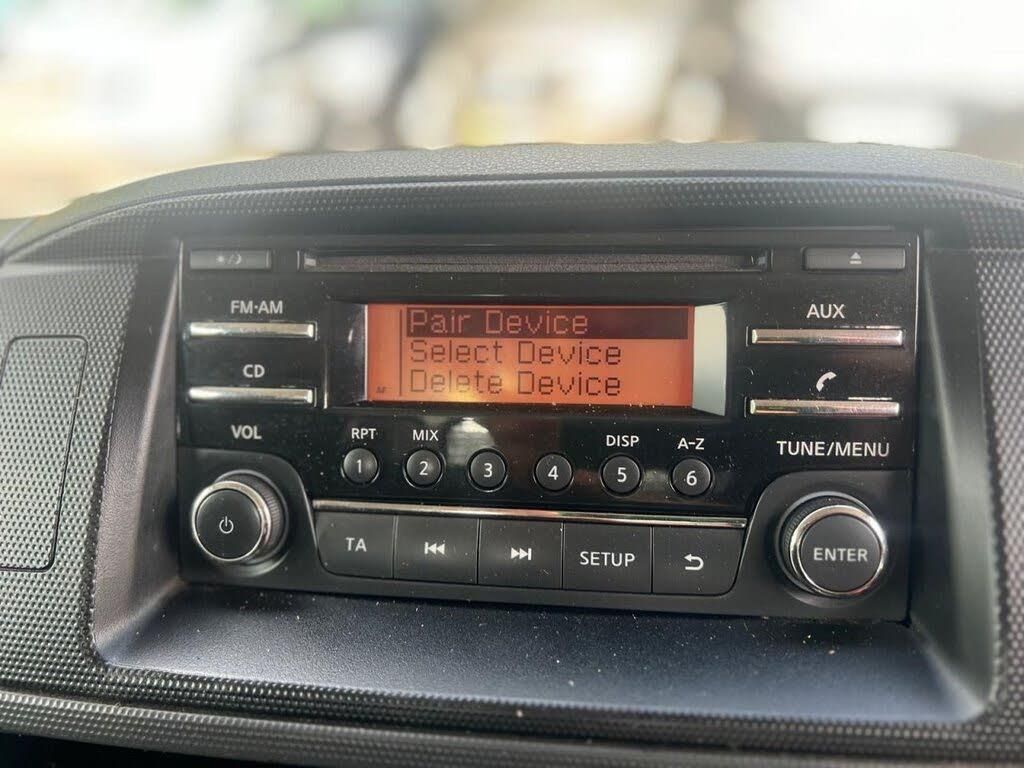 FM·AM
CD
VOL
Pair Device
Select Device
Delete Device
AF
AUX
TUNE/MENU
RPT
MIX
DISP
A-Z
1
2
3
4
5
6
TA
SETUP
ENTER